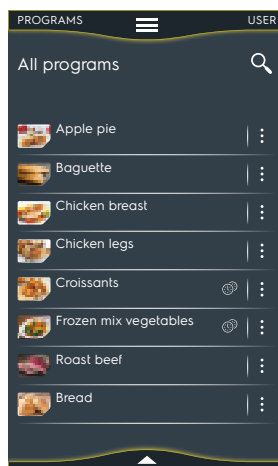 PROGRAMS USER
All programs
Apple pie
Baguette
Chicken breast
Chicken legs
Croissants
Frozen mix vegetables
Roast beef
Bread